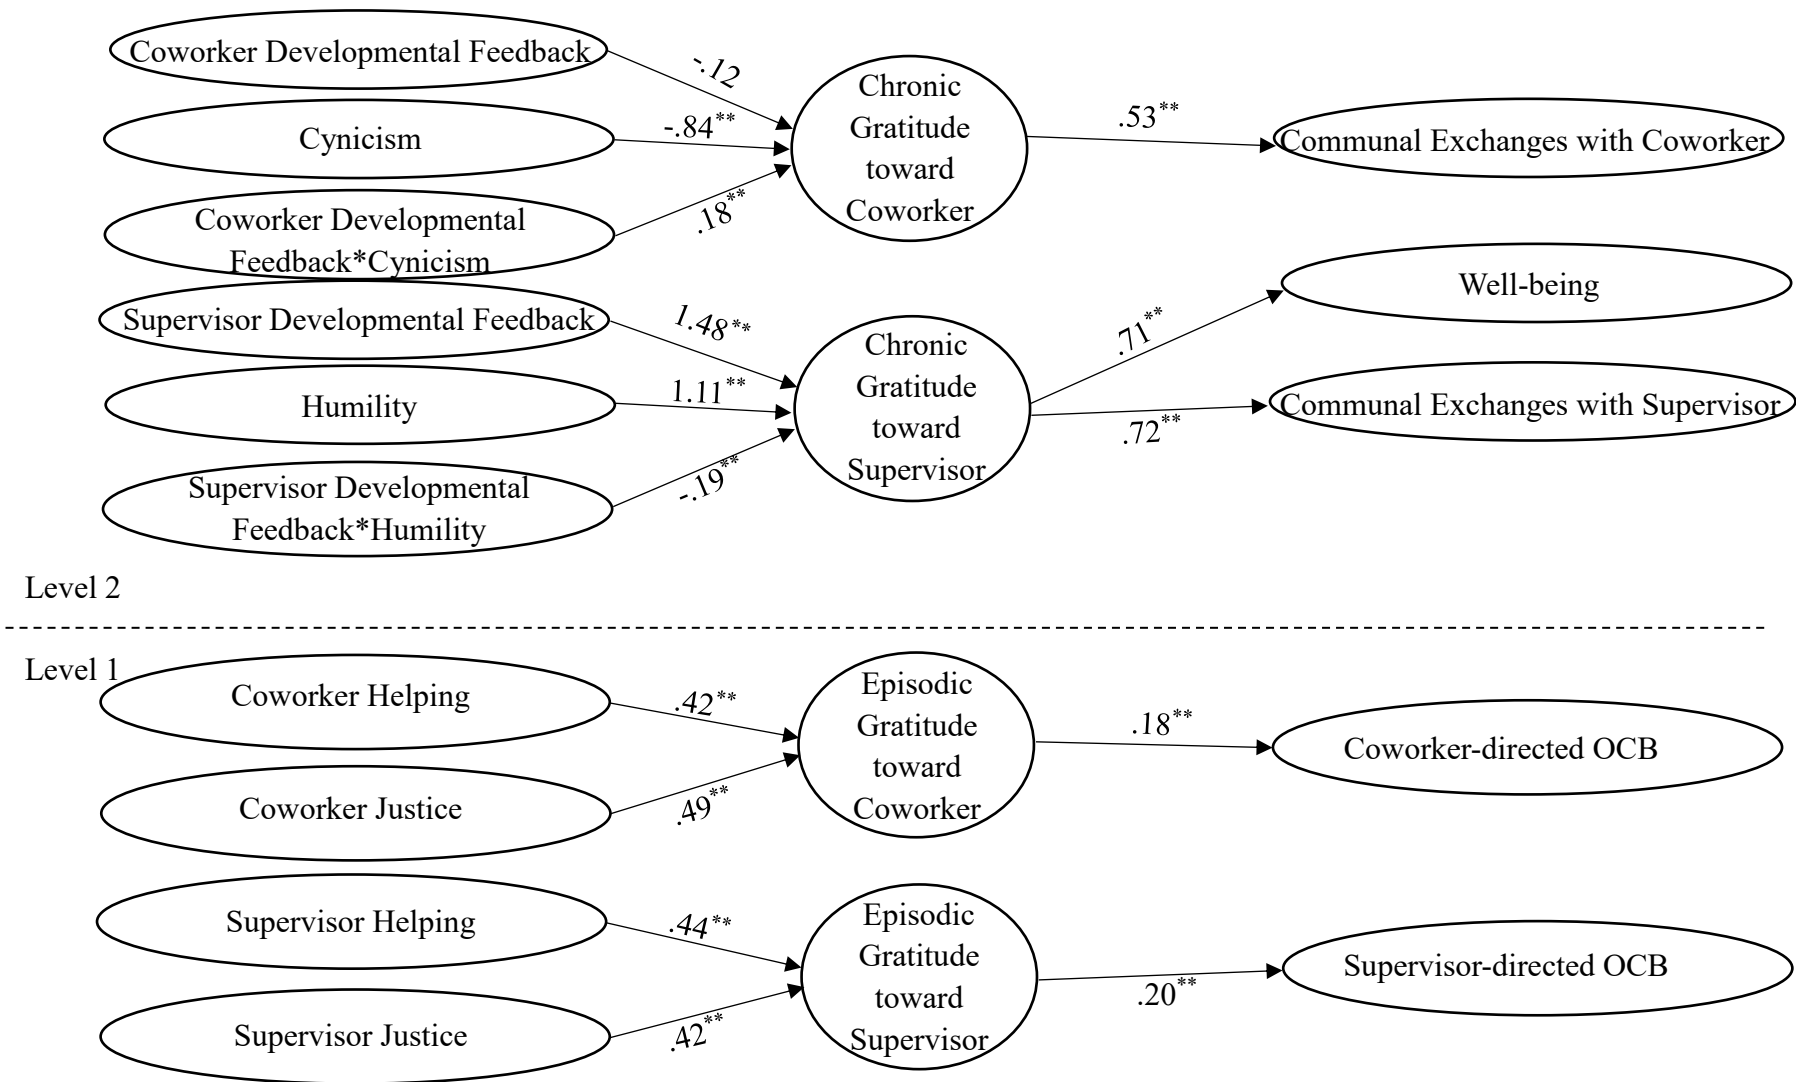 Coworker Developmental Feedback
-.12
Cynicism
-.84**
Coworker Developmental
Feedback*Cynicism
.18**
Chronic
Gratitude
toward
Coworker
.53**
Communal Exchanges with Coworker
Supervisor Developmental Feedback
1.48**
Humility
1.11**
Supervisor Developmental
Feedback*Humility
-.19**
Chronic
Gratitude
toward
Supervisor
.71**
Well-being
.72**
Communal Exchanges with Supervisor
Level 2
Level 1
Coworker Helping
.42**
Coworker Justice
.49**
Episodic
Gratitude
toward
Coworker
.18**
Coworker-directed OCB
Supervisor Helping
.44**
Supervisor Justice
.42**
Episodic
Gratitude
toward
Supervisor
.20**
Supervisor-directed OCB